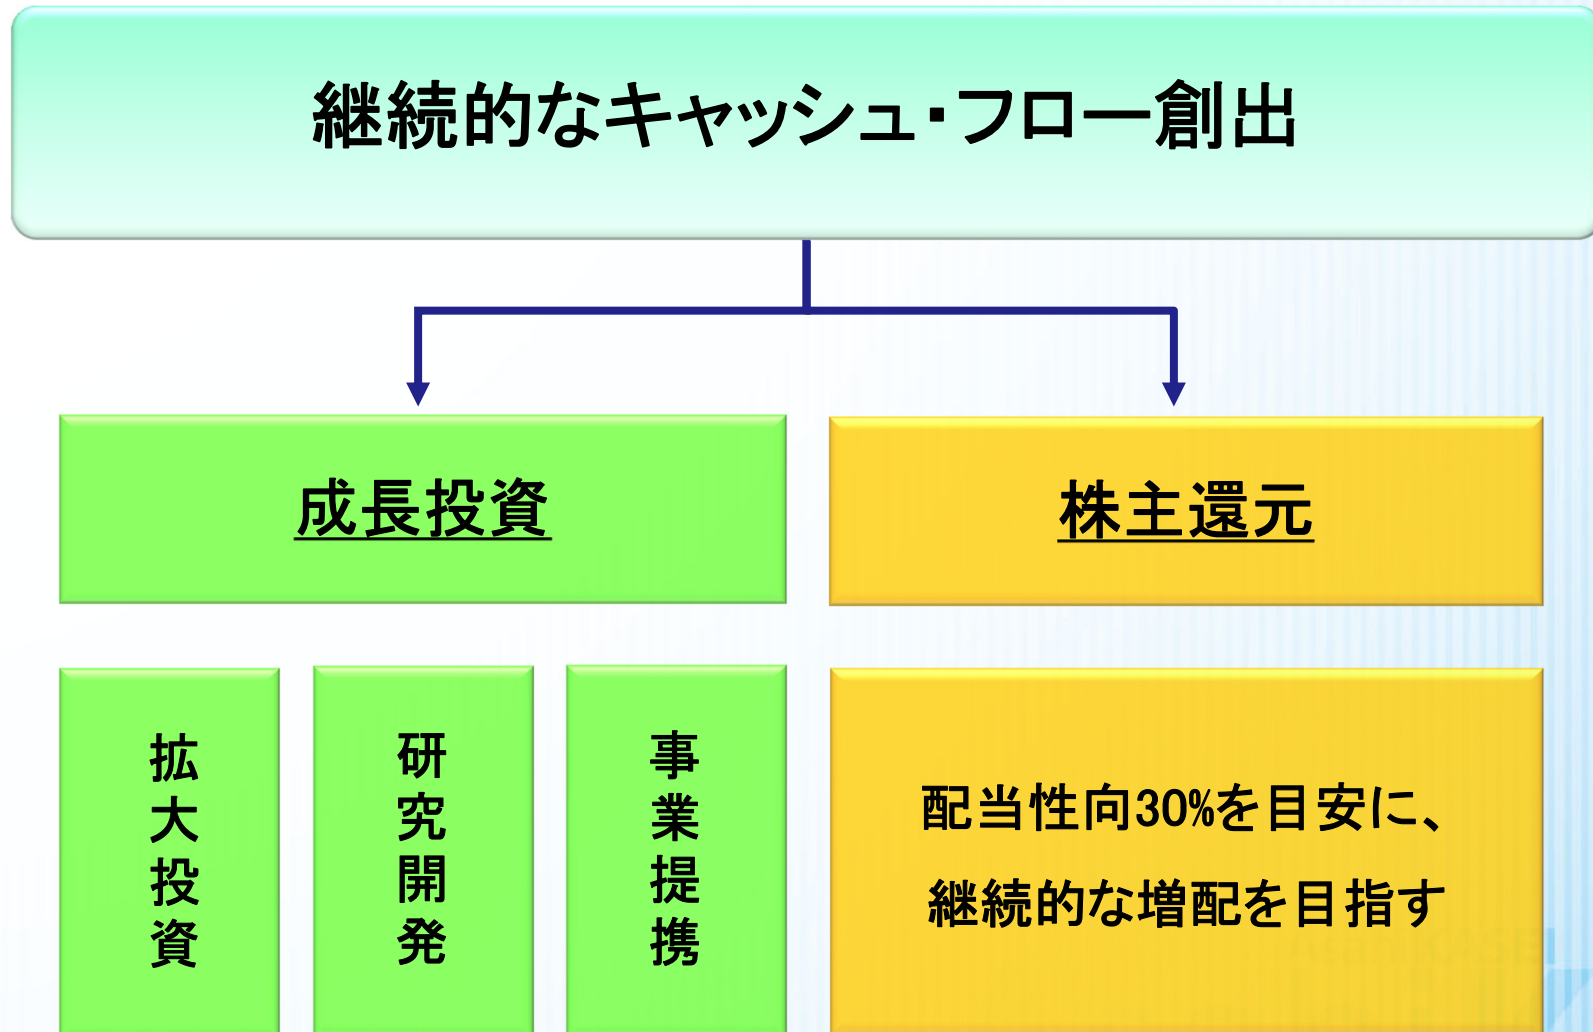 継続的なキャッシュ・フロー創出
成長投資
株主還元
拡大投資
研究開発
事業提携
配当性向30%を目安に、
継続的な増配を目指す